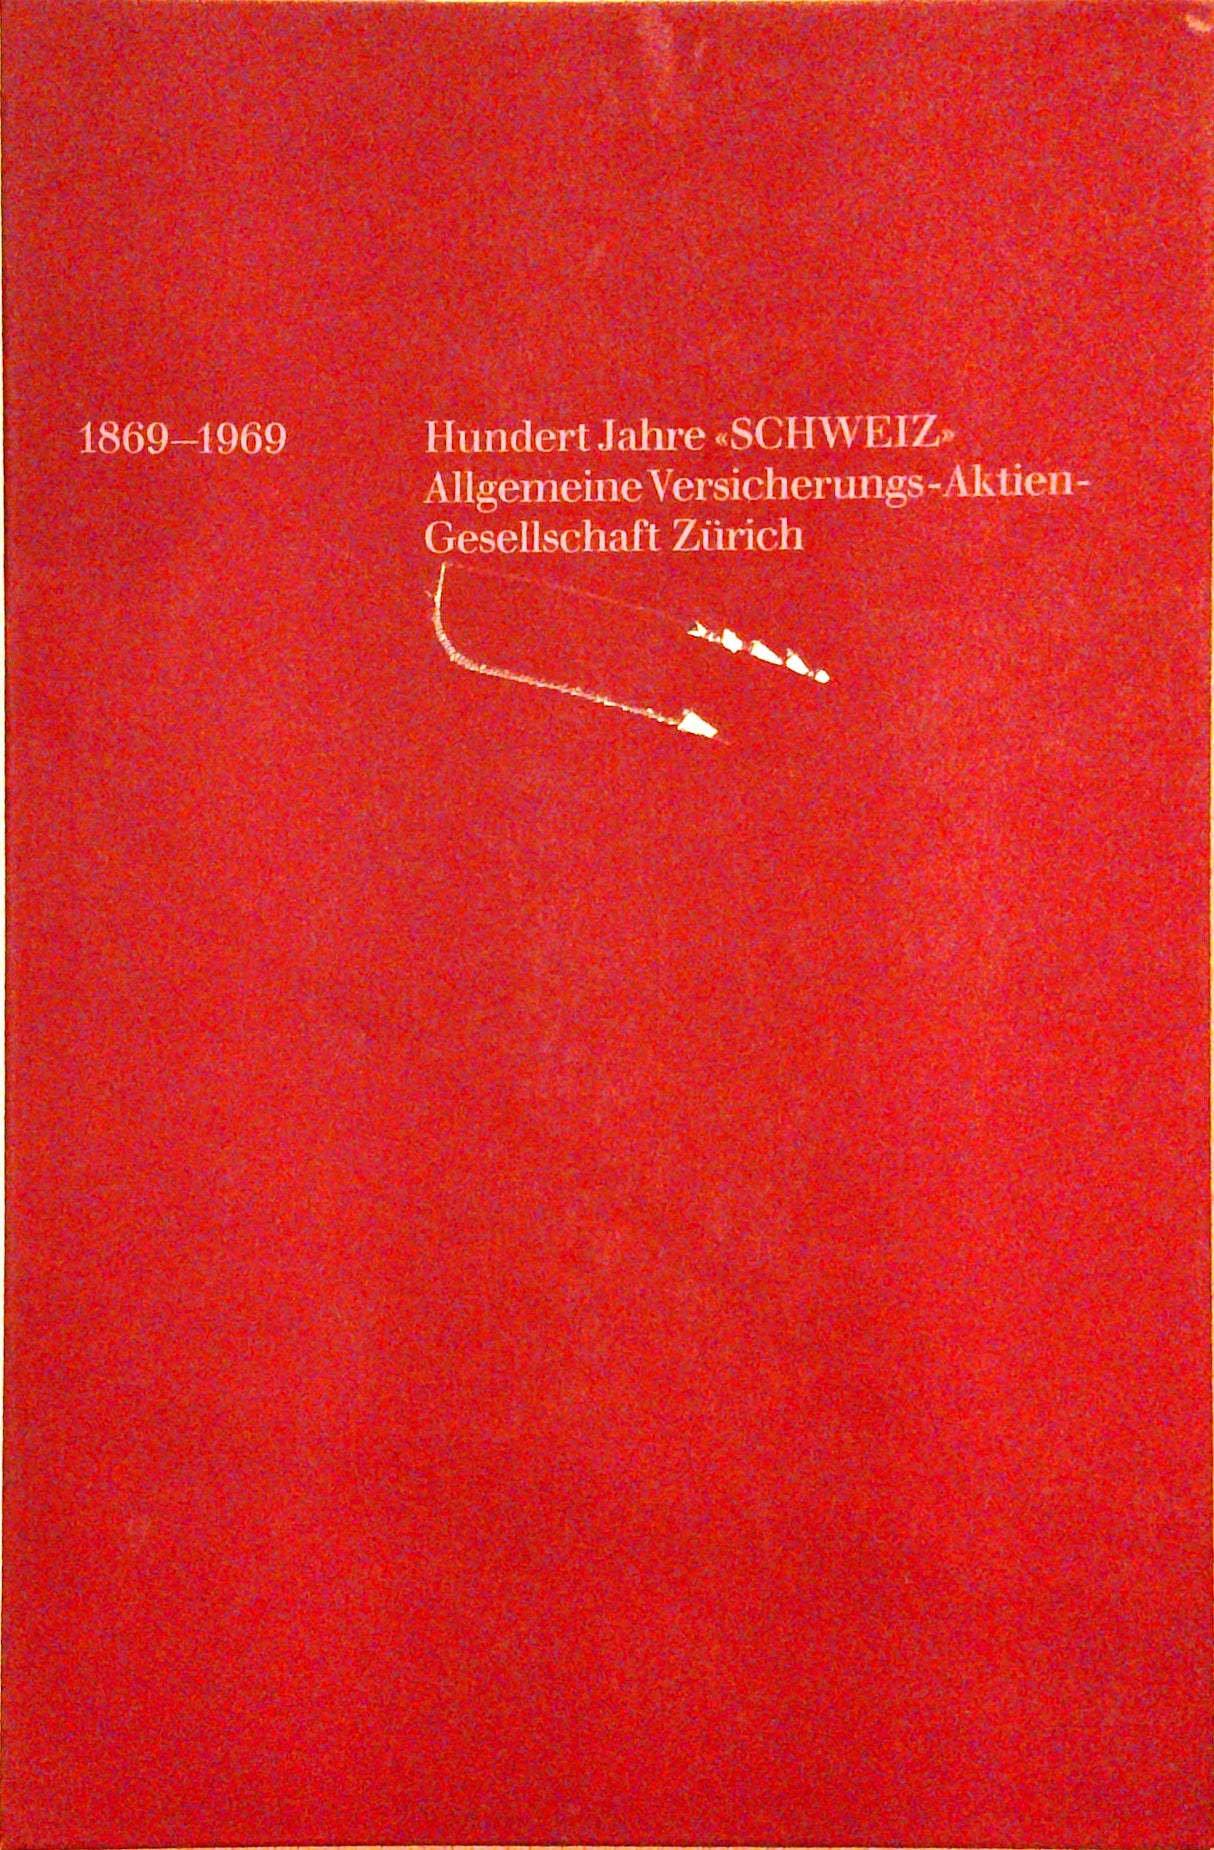 1869–1969
Hundert Jahre «SCHWEIZ»
Allgemeine Versicherungs-Aktien-
Gesellschaft Zürich